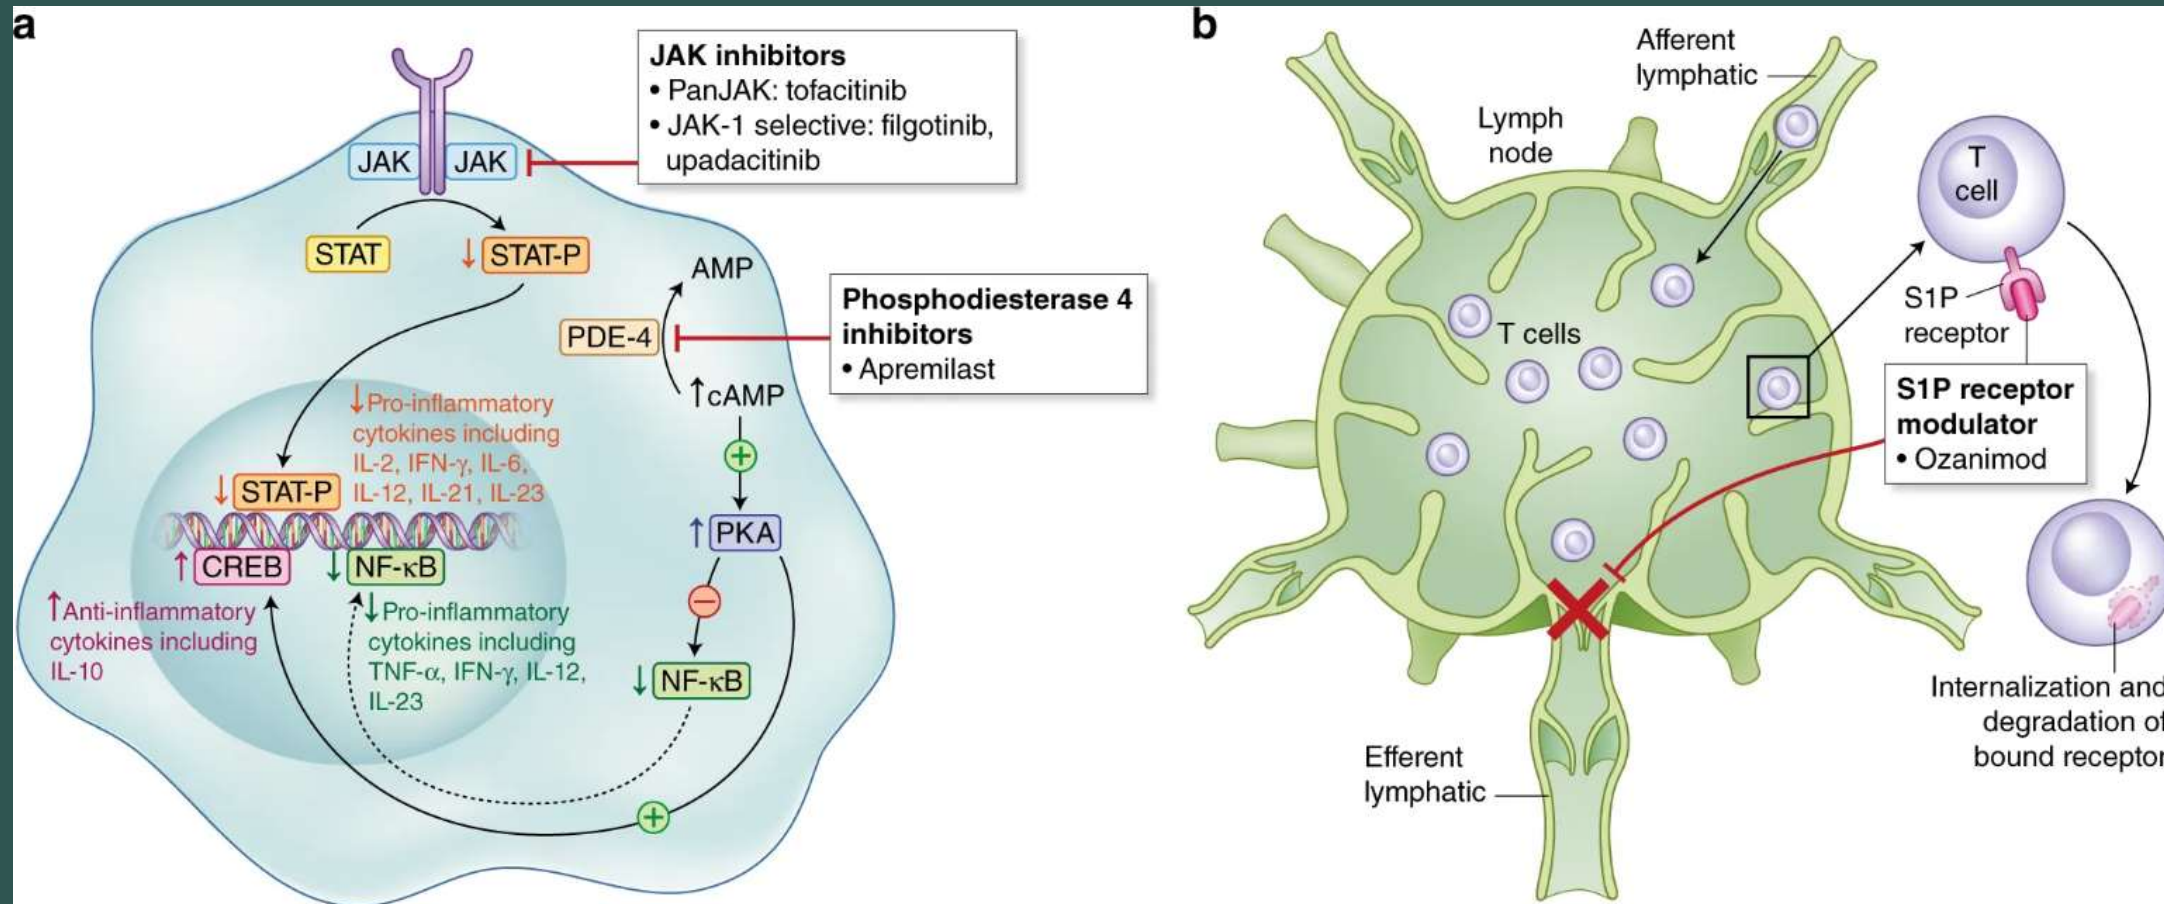 a
JAK inhibitors
• PanJAK: tofacitinib
• JAK-1 selective: filgotinib,
upadacitinib
JAK
JAK
STAT
↓ STAT-P
AMP
PDE-4
Phosphodiesterase 4
inhibitors
• Apremilast
↑cAMP
+
↓Pro-inflammatory
cytokines including
IL-2, IFN-γ, IL-6,
IL-12, IL-21, IL-23
↓ STAT-P
↑ PKA
↑ CREB
↓ NF-κB
−
↑Anti-inflammatory
cytokines including
IL-10
↓Pro-inflammatory
cytokines including
TNF-α, IFN-γ, IL-12,
IL-23
↓ NF-κB
+
b
Afferent
lymphatic
Lymph
node
T
cell
T cells
S1P
receptor
S1P receptor
modulator
• Ozanimod
Internalization and
degradation of
bound receptor
Efferent
lymphatic